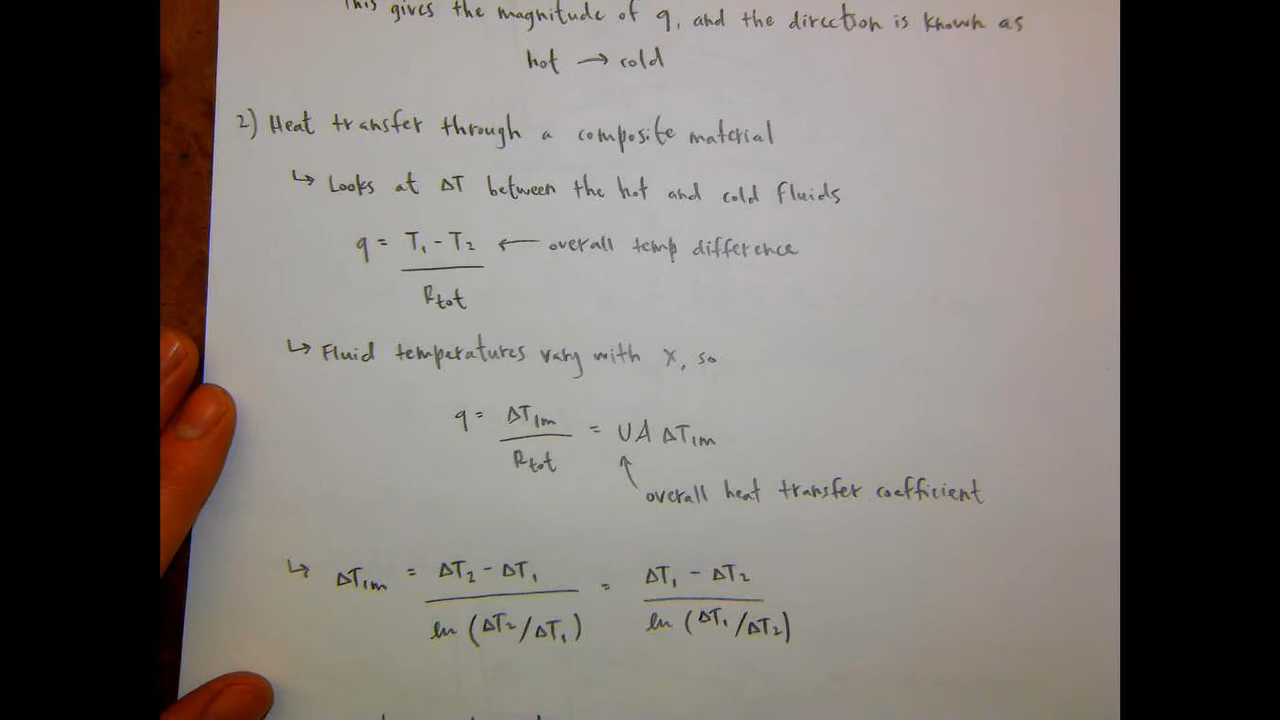 This gives the magnitude of q, and the direction is known as
hot → cold
2) Heat transfer through a composite material
↳ Looks at ΔT between the hot and cold fluids
q = (T₁ - T₂) / R_tot ← overall temp difference
↳ Fluid temperatures vary with x, so
q = ΔT_lm / R_tot = UA ΔT_lm
↑ overall heat transfer coefficient
↳ ΔT_lm = (ΔT₂ - ΔT₁) / ln (ΔT₂/ΔT₁) = (ΔT₁ - ΔT₂) / ln (ΔT₁/ΔT₂)